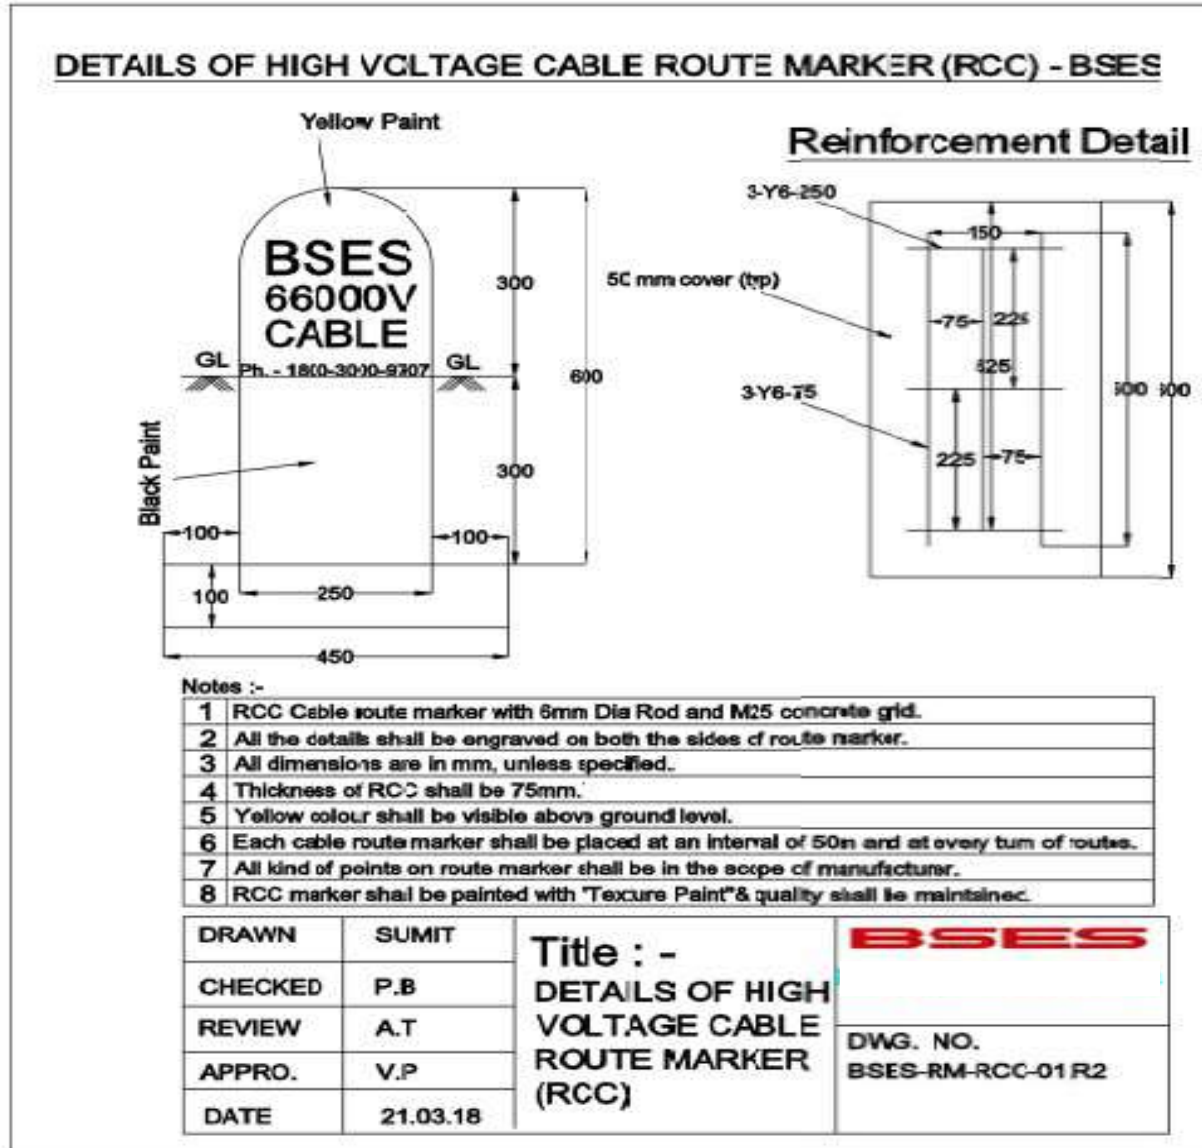 DETAILS OF HIGH VOLTAGE CABLE ROUTE MARKER (RCC) - BSES
Yellow Paint
BSES
66000V
CABLE
Ph. - 1800-3000-9707
GL
GL
Black Paint
300
300
600
100
100
100
250
450
Reinforcement Detail
3-Y6-250
50 mm cover (typ)
3-Y6-75
150
75
225
525
225
75
500
600
Notes :-
1 RCC Cable route marker with 6mm Dia Rod and M25 concrete grid.
2 All the details shall be engraved on both the sides of route marker.
3 All dimensions are in mm, unless specified.
4 Thickness of RCC shall be 75mm.
5 Yellow colour shall be visible above ground level.
6 Each cable route marker shall be placed at an interval of 50m and at every turn of routes.
7 All kind of points on route marker shall be in the scope of manufacturer.
8 RCC marker shall be painted with "Texture Paint"& quality shall be maintained.
DRAWN SUMIT
CHECKED P.B
REVIEW A.T
APPRO. V.P
DATE 21.03.18
Title : -
DETAILS OF HIGH
VOLTAGE CABLE
ROUTE MARKER
(RCC)
BSES
DWG. NO.
BSES-RM-RCC-01 R2